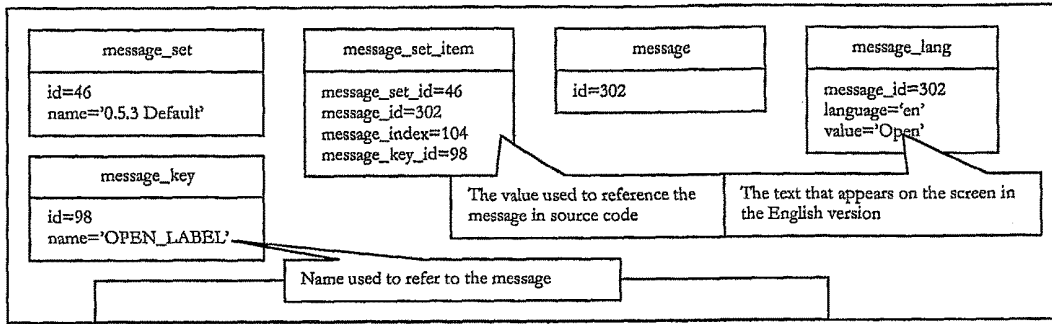 message_set
id=46
name='0.5.3 Default'
message_set_item
message_set_id=46
message_id=302
message_index=104
message_key_id=98
message
id=302
message_lang
message_id=302
language='en'
value='Open'
message_key
id=98
name='OPEN_LABEL'
The value used to reference the
message in source code
The text that appears on the screen in
the English version
Name used to refer to the message